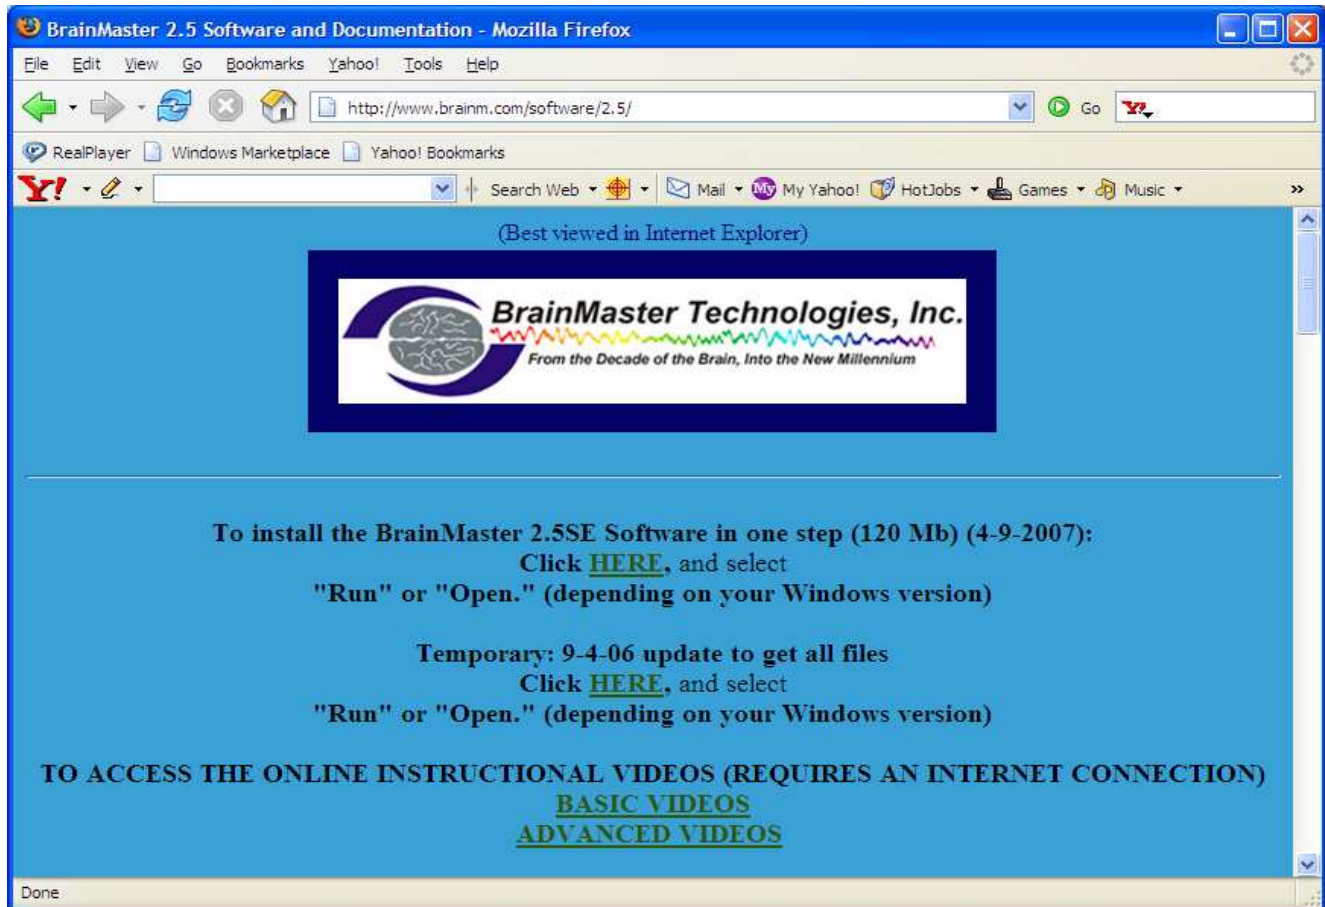 BrainMaster 2.5 Software and Documentation - Mozilla Firefox
File Edit View Go Bookmarks Yahoo! Tools Help
http://www.brainm.com/software/2.5/ Go Y!
RealPlayer Windows Marketplace Yahoo! Bookmarks
Y! Search Web Mail My My Yahoo! HotJobs Games Music »
(Best viewed in Internet Explorer)
BrainMaster Technologies, Inc.
From the Decade of the Brain, Into the New Millennium
To install the BrainMaster 2.5SE Software in one step (120 Mb) (4-9-2007):
Click HERE, and select
"Run" or "Open." (depending on your Windows version)
Temporary: 9-4-06 update to get all files
Click HERE, and select
"Run" or "Open." (depending on your Windows version)
TO ACCESS THE ONLINE INSTRUCTIONAL VIDEOS (REQUIRES AN INTERNET CONNECTION)
BASIC VIDEOS
ADVANCED VIDEOS
Done